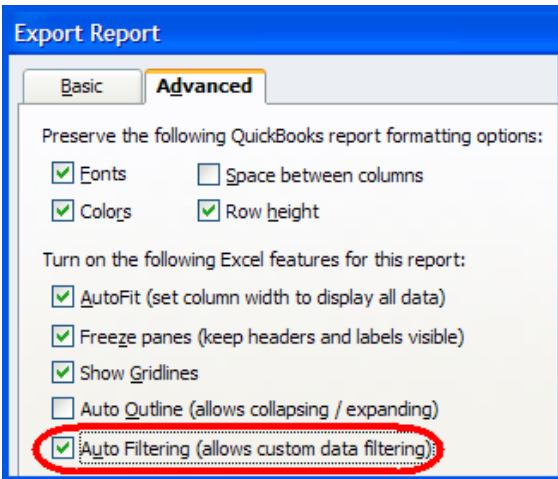 Export Report
Basic Advanced
Preserve the following QuickBooks report formatting options:
Fonts Space between columns
Colors Row height
Turn on the following Excel features for this report:
AutoFit (set column width to display all data)
Freeze panes (keep headers and labels visible)
Show Gridlines
Auto Outline (allows collapsing / expanding)
Auto Filtering (allows custom data filtering)